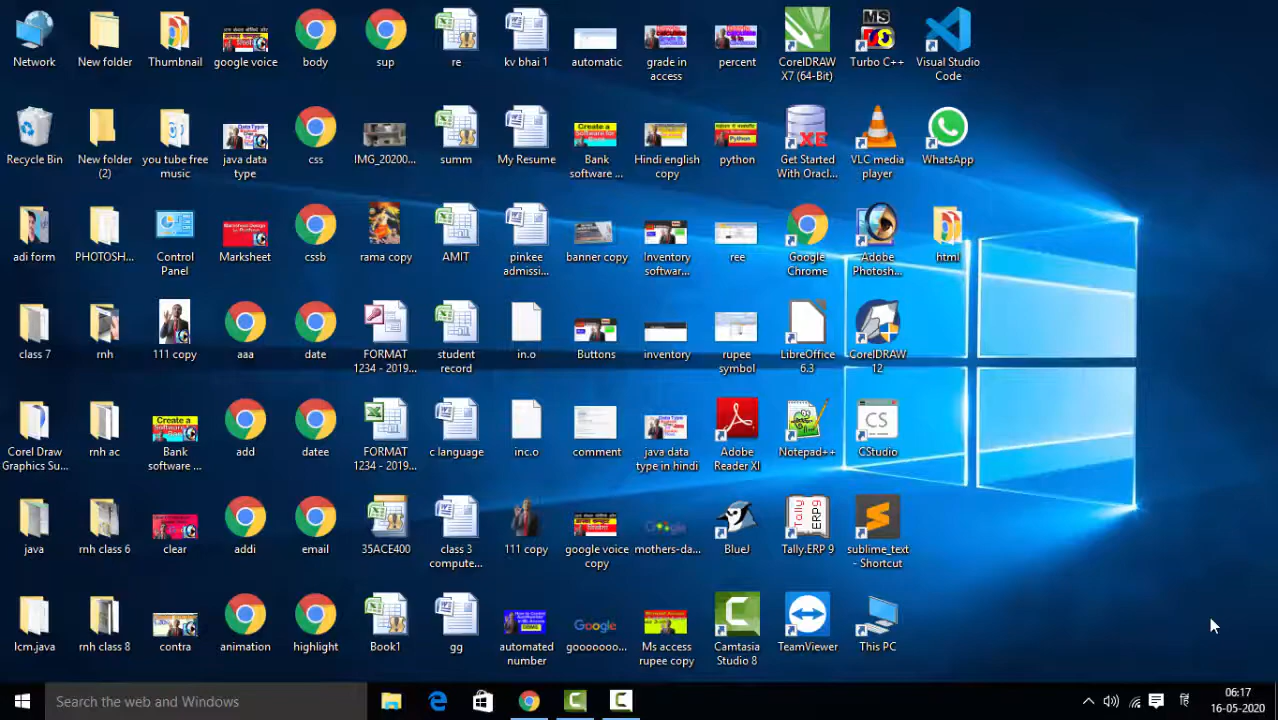 Network
New folder
Thumbnail
google voice
body
sup
re
kv bhai 1
automatic
grade in
access
percent
CorelDRAW
X7 (64-Bit)
MS
Turbo C++
Visual Studio
Code
Recycle Bin
New folder
(2)
you tube free
music
java data
type
css
IMG_20200...
summ
My Resume
Create a
Bank
software ...
Hindi english
copy
Python
python
XE
Get Started
With Oracl...
VLC media
player
WhatsApp
adi form
PHOTOSH...
Control
Panel
Marksheet
cssb
rama copy
AMIT
pinkee
admissi...
banner copy
Inventory
softwar...
ree
Google
Chrome
Adobe
Photosh...
html
class 7
rnh
111 copy
aaa
date
FORMAT
1234 - 2019...
student
record
in.o
Buttons
inventory
rupee
symbol
LibreOffice
6.3
CorelDRAW
12
Corel Draw
Graphics Su...
rnh ac
Create a
Bank
software ...
add
datee
FORMAT
1234 - 2019...
c language
inc.o
comment
java data
type in hindi
Adobe
Reader XI
Notepad++
CS
CStudio
java
rnh class 6
clear
addi
email
35ACE400
class 3
compute...
111 copy
google voice
copy
mothers-da...
BlueJ
Tally
ERP9
Tally.ERP 9
sublime_text
- Shortcut
lcm.java
rnh class 8
contra
animation
highlight
Book1
gg
automated
number
Google
gooooooo...
Ms access
rupee copy
Camtasia
Studio 8
TeamViewer
This PC
Search the web and Windows
06:17
16-05-2020